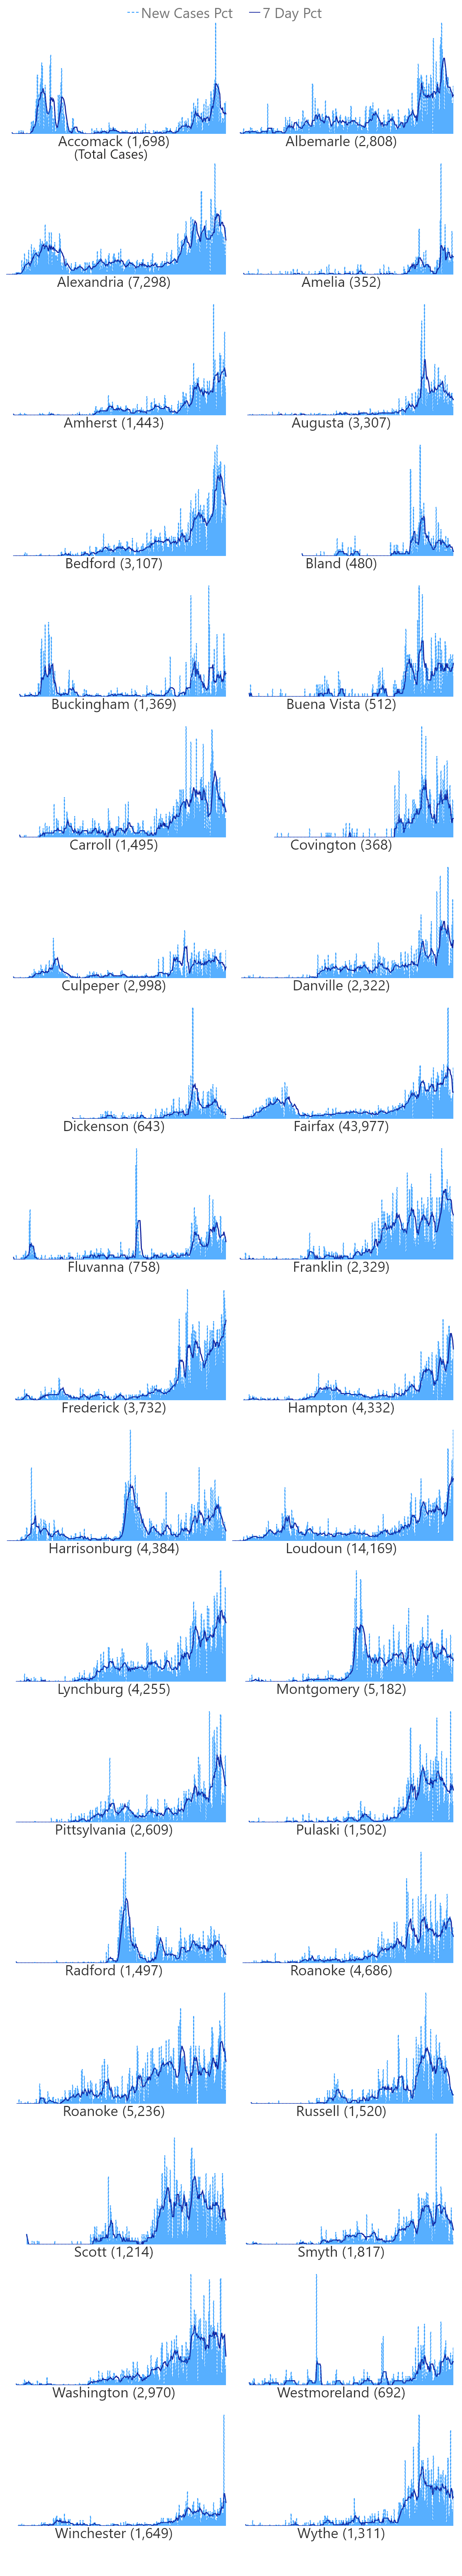 New Cases Pct 7 Day Pct
Accomack (1,698) Albemarle (2,808)
(Total Cases)
Alexandria (7,298) Amelia (352)
Amherst (1,443) Augusta (3,307)
Bedford (3,107) Bland (480)
Buckingham (1,369) Buena Vista (512)
Carroll (1,495) Covington (368)
Culpeper (2,998) Danville (2,322)
Dickenson (643) Fairfax (43,977)
Fluvanna (758) Franklin (2,329)
Frederick (3,732) Hampton (4,332)
Harrisonburg (4,384) Loudoun (14,169)
Lynchburg (4,255) Montgomery (5,182)
Pittsylvania (2,609) Pulaski (1,502)
Radford (1,497) Roanoke (4,686)
Roanoke (5,236) Russell (1,520)
Scott (1,214) Smyth (1,817)
Washington (2,970) Westmoreland (692)
Winchester (1,649) Wythe (1,311)